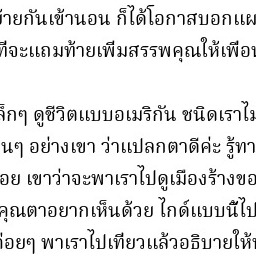 ย้ายกันเข้านอน ก็ได้โอกาสบอกแผ
ที่จะแถมท้ายเพิ่มสรรพคุณให้เพื่อน
ล็กๆ ดูชีวิตแบบอเมริกัน ชนิดเราไม่
นๆ อย่างเขา ว่าแปลกตาดีค่ะ รู้ทา
อย เขาว่าจะพาเราไปดูเมืองร้างขอ
คุณตาอยากเห็นด้วย ไกด์แบบนี้ไป
ค่อยๆ พาเราไปเที่ยวแล้วอธิบายให้